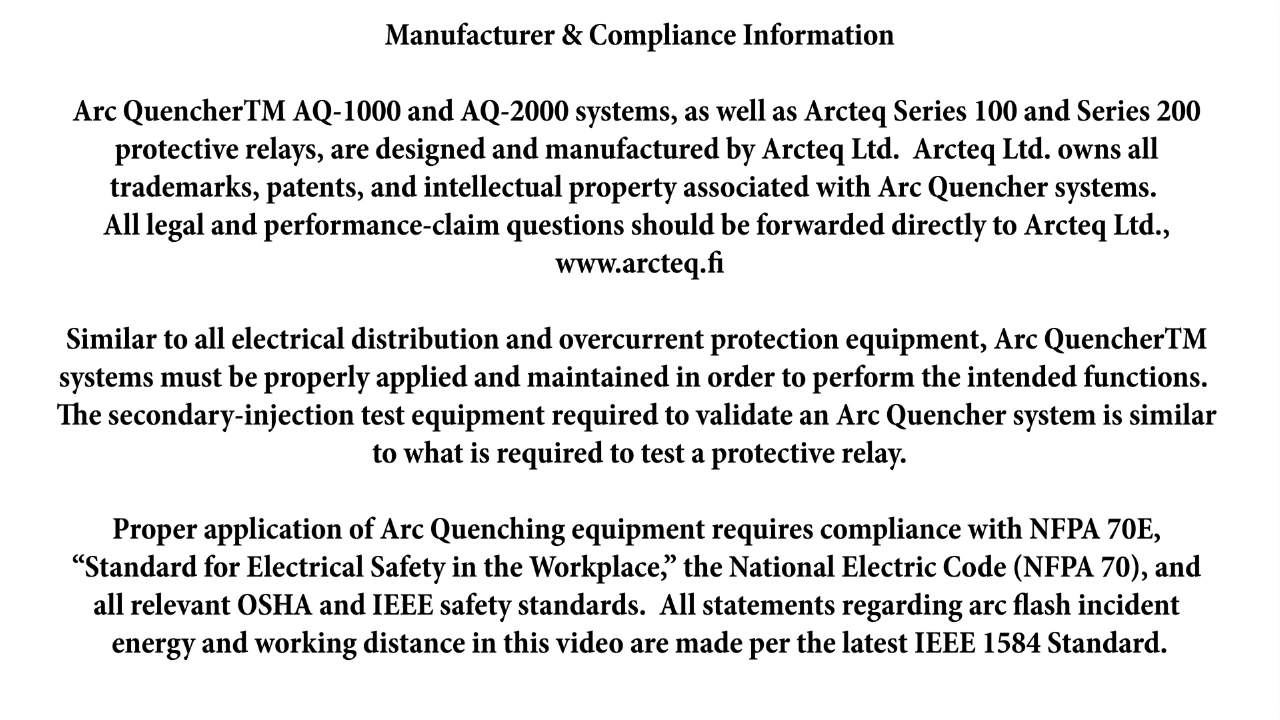 Manufacturer & Compliance Information
Arc QuencherTM AQ-1000 and AQ-2000 systems, as well as Arcteq Series 100 and Series 200
protective relays, are designed and manufactured by Arcteq Ltd.  Arcteq Ltd. owns all
trademarks, patents, and intellectual property associated with Arc Quencher systems.
All legal and performance-claim questions should be forwarded directly to Arcteq Ltd.,
www.arcteq.fi
Similar to all electrical distribution and overcurrent protection equipment, Arc QuencherTM
systems must be properly applied and maintained in order to perform the intended functions.
The secondary-injection test equipment required to validate an Arc Quencher system is similar
to what is required to test a protective relay.
Proper application of Arc Quenching equipment requires compliance with NFPA 70E,
“Standard for Electrical Safety in the Workplace,” the National Electric Code (NFPA 70), and
all relevant OSHA and IEEE safety standards.  All statements regarding arc flash incident
energy and working distance in this video are made per the latest IEEE 1584 Standard.